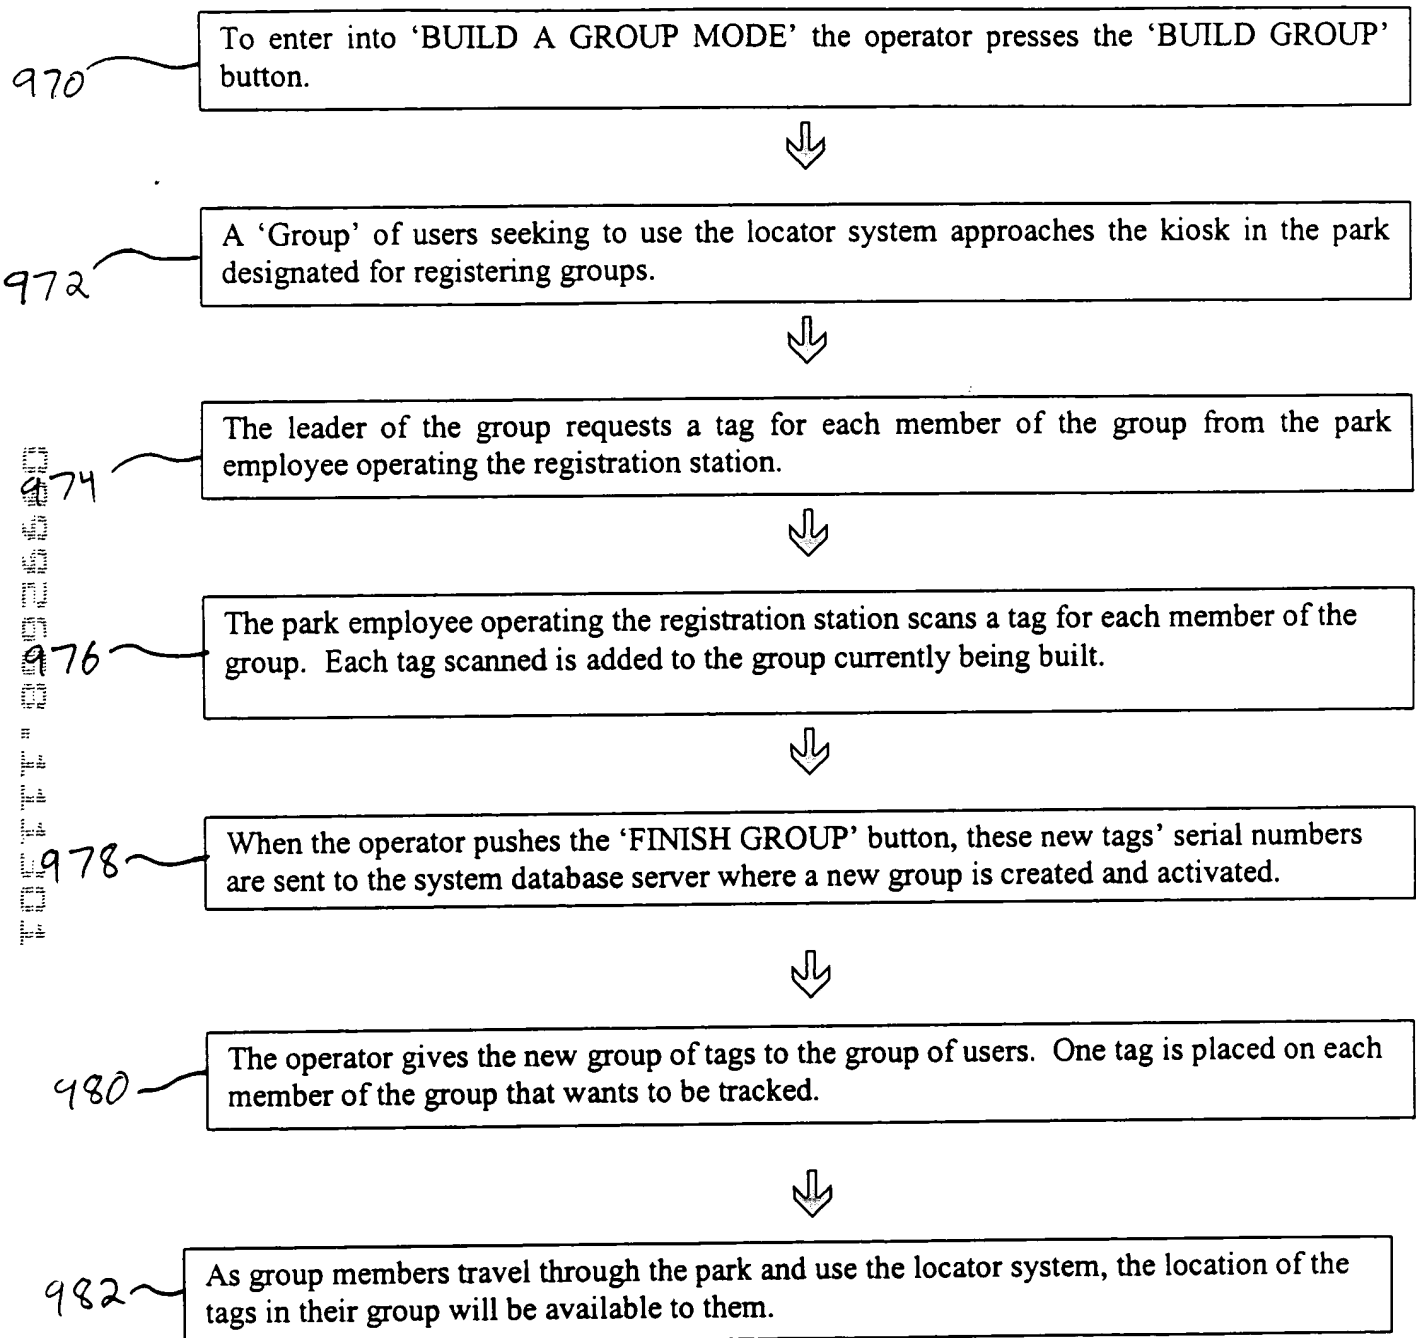 To enter into ‘BUILD A GROUP MODE’ the operator presses the ‘BUILD GROUP’
button.
970
A ‘Group’ of users seeking to use the locator system approaches the kiosk in the park
designated for registering groups.
972
The leader of the group requests a tag for each member of the group from the park
employee operating the registration station.
974
The park employee operating the registration station scans a tag for each member of the
group.  Each tag scanned is added to the group currently being built.
976
When the operator pushes the ‘FINISH GROUP’ button, these new tags’ serial numbers
are sent to the system database server where a new group is created and activated.
978
The operator gives the new group of tags to the group of users.  One tag is placed on each
member of the group that wants to be tracked.
980
As group members travel through the park and use the locator system, the location of the
tags in their group will be available to them.
982